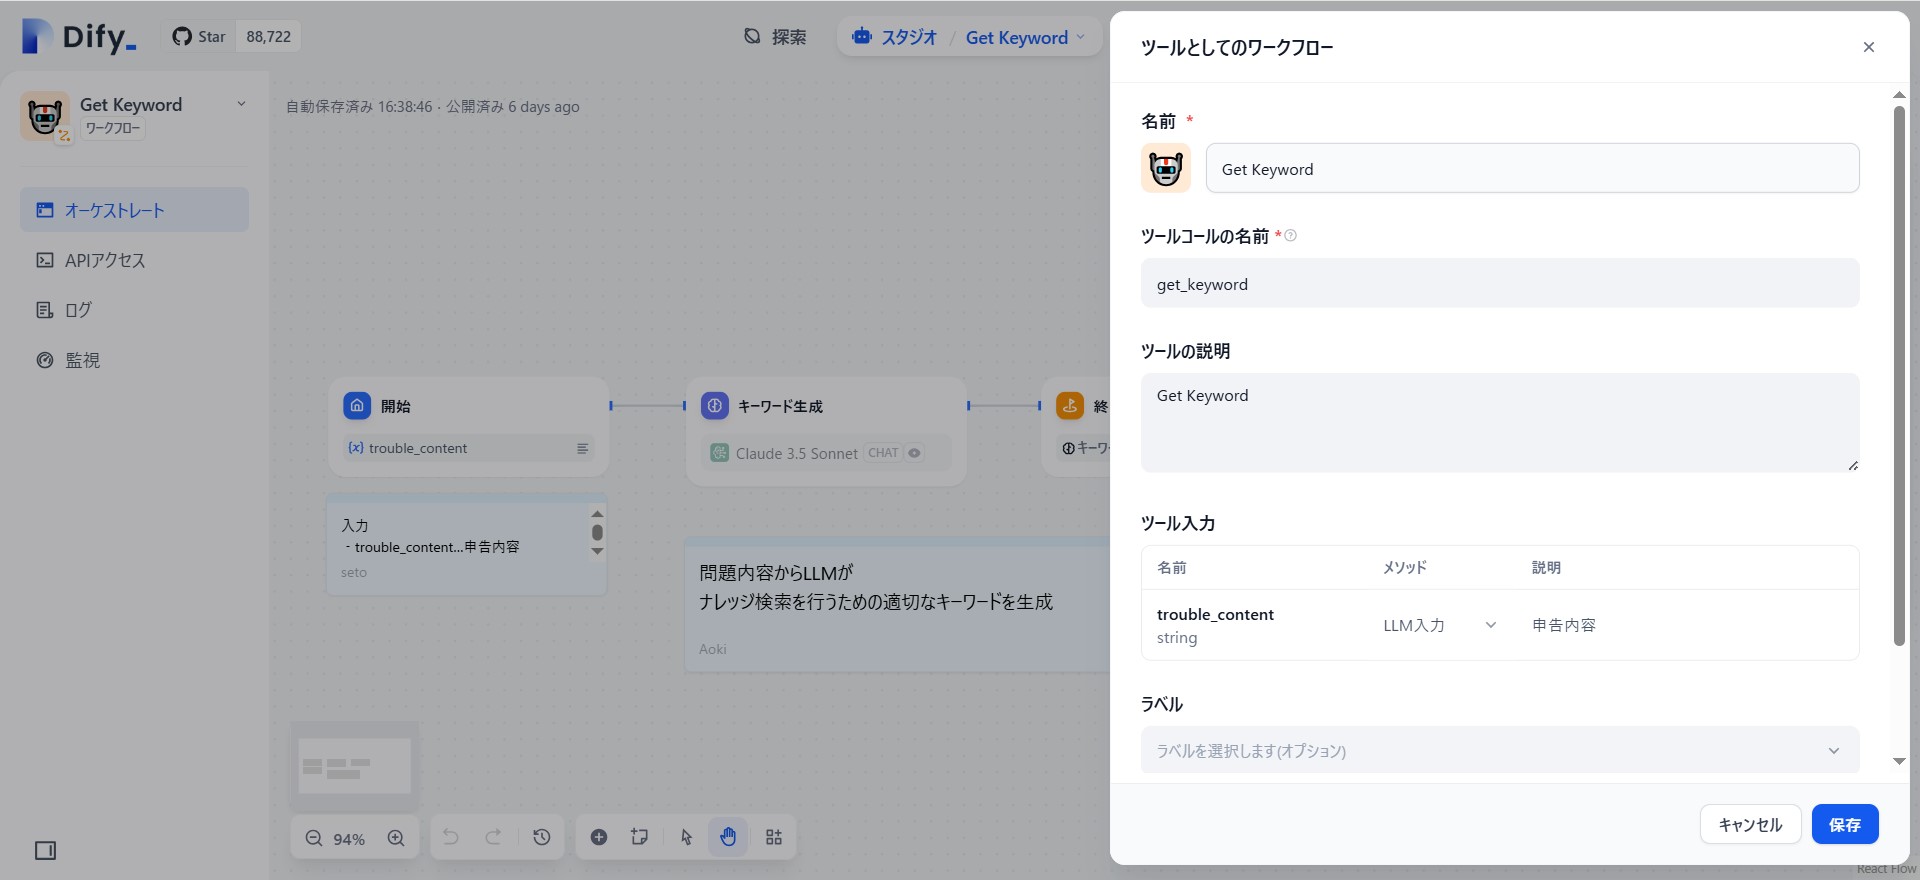 Dify_
Star 88,722
探索
スタジオ / Get Keyword
Get Keyword
ワークフロー
オーケストレート
APIアクセス
ログ
監視
自動保存済み 16:38:46 · 公開済み 6 days ago
開始
{x} trouble_content
キーワード生成
Claude 3.5 Sonnet CHAT
終
キーワ
入力
- trouble_content...申告内容
seto
問題内容からLLMが
ナレッジ検索を行うための適切なキーワードを生成
Aoki
94%
ツールとしてのワークフロー
名前 *
Get Keyword
ツールコールの名前 *
get_keyword
ツールの説明
Get Keyword
ツール入力
名前 メソッド 説明
trouble_content
string
LLM入力
申告内容
ラベル
ラベルを選択します(オプション)
キャンセル
保存
React Flow